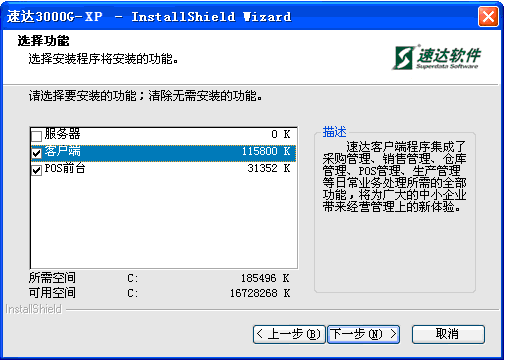 速达3000G-XP - InstallShield Wizard
选择功能
选择安装程序将安装的功能。
速达软件
Superdata Software
请选择要安装的功能；清除无需安装的功能。
服务器 0 K
客户端 115800 K
POS前台 31352 K
描述
速达客户端程序集成了
采购管理、销售管理、仓库
管理、POS管理、生产管理
等日常业务处理所需的全部
功能，将为广大的中小企业
带来经营管理上的新体验。
所需空间 C: 185496 K
可用空间 C: 16728268 K
InstallShield
< 上一步(B) 下一步(N) > 取消